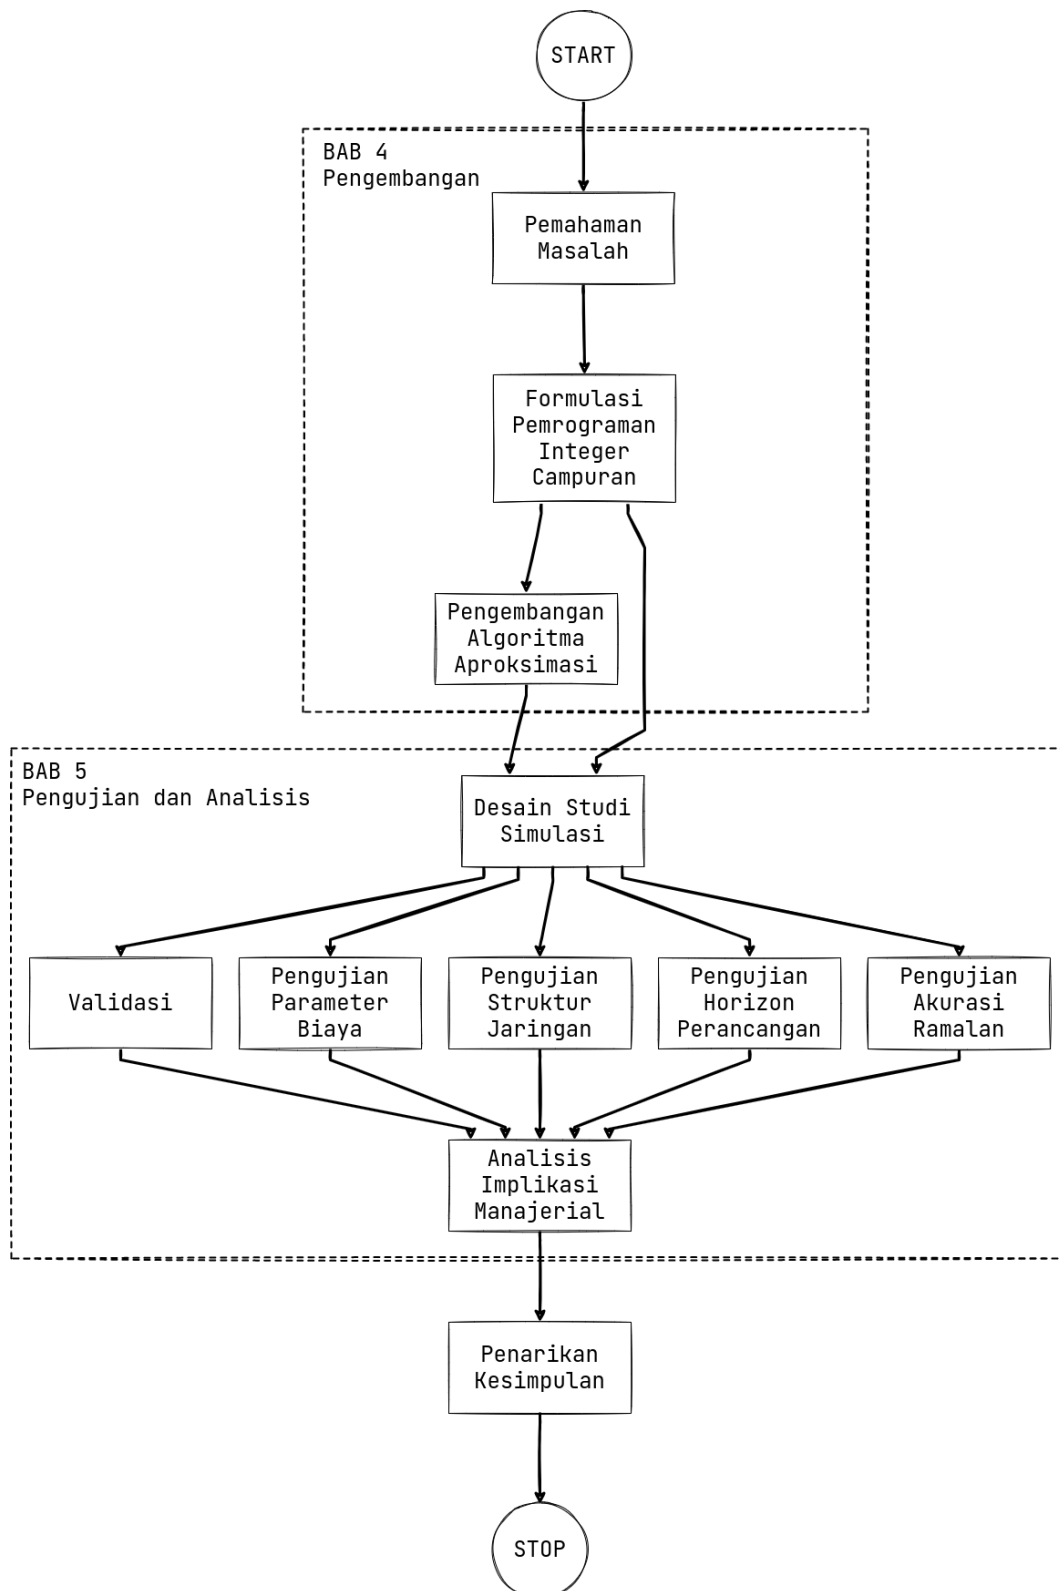 START
BAB 4
Pengembangan
Pemahaman
Masalah
Formulasi
Pemrograman
Integer
Campuran
Pengembangan
Algoritma
Aproksimasi
BAB 5
Pengujian dan Analisis
Desain Studi
Simulasi
Validasi
Pengujian
Parameter
Biaya
Pengujian
Struktur
Jaringan
Pengujian
Horizon
Perancangan
Pengujian
Akurasi
Ramalan
Analisis
Implikasi
Manajerial
Penarikan
Kesimpulan
STOP